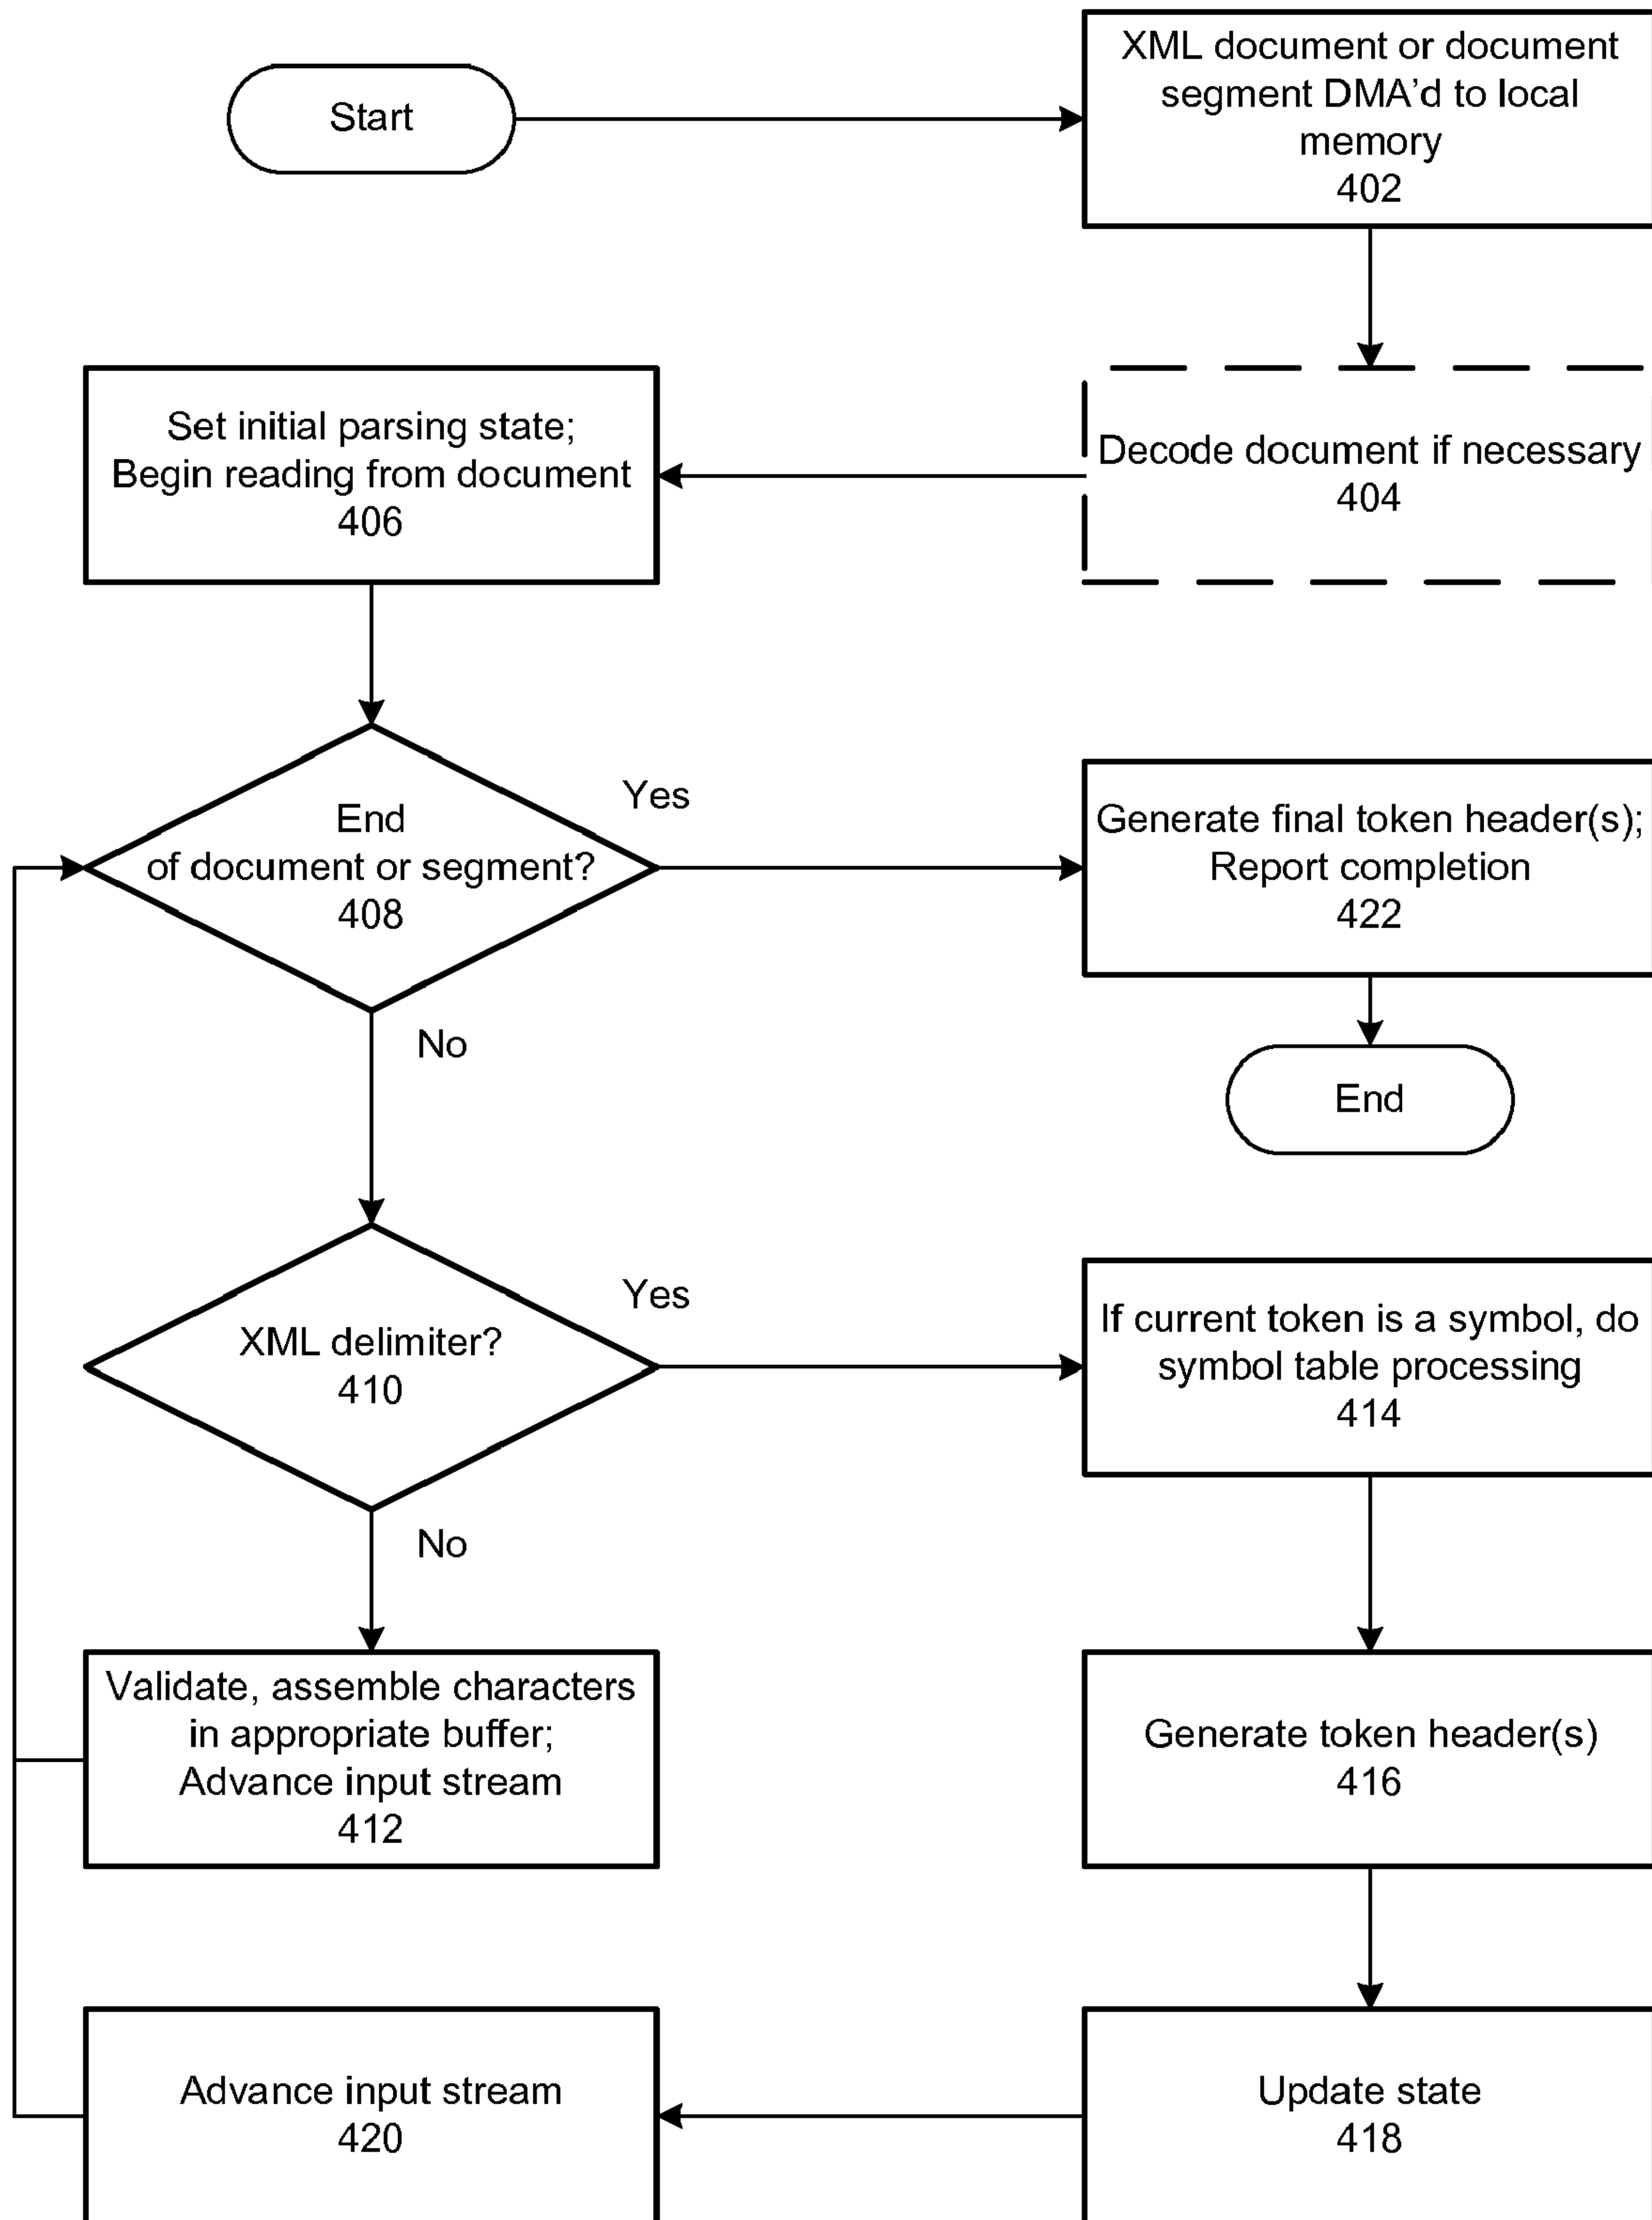 Start
XML document or document
segment DMA'd to local
memory
402
Decode document if necessary
404
Set initial parsing state;
Begin reading from document
406
End
of document or segment?
408
Yes
Generate final token header(s);
Report completion
422
End
No
XML delimiter?
410
Yes
If current token is a symbol, do
symbol table processing
414
No
Validate, assemble characters
in appropriate buffer;
Advance input stream
412
Generate token header(s)
416
Update state
418
Advance input stream
420